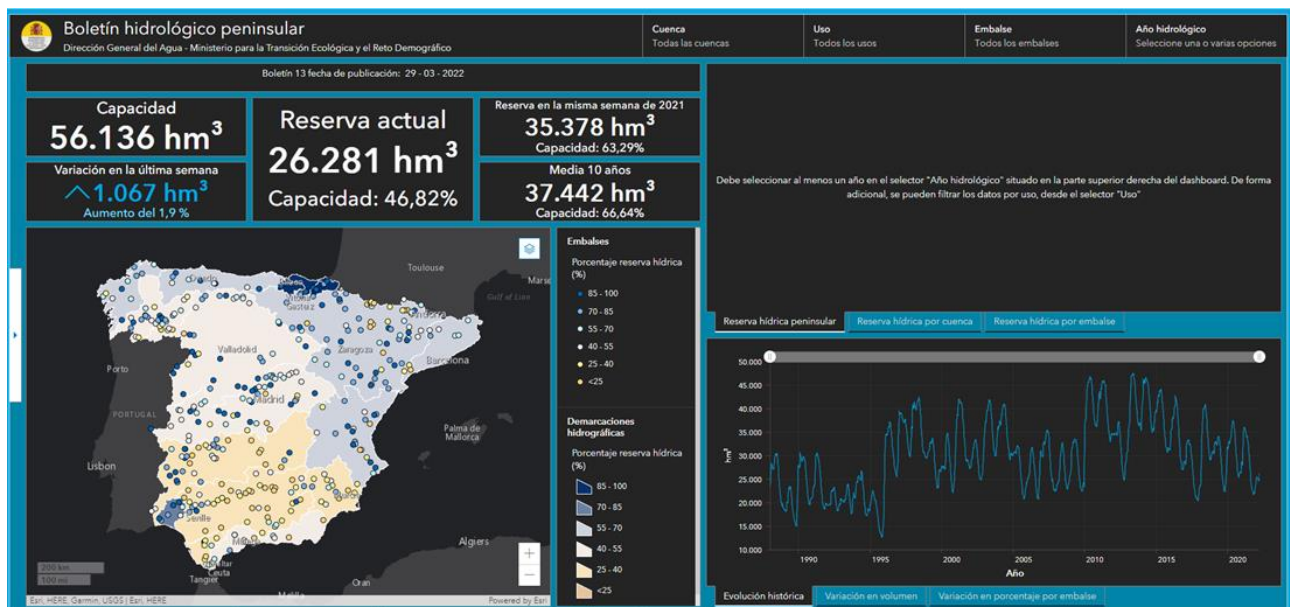 Boletín hidrológico peninsular
Dirección General del Agua - Ministerio para la Transición Ecológica y el Reto Demográfico
Cuenca
Todas las cuencas
Uso
Todos los usos
Embalse
Todos los embalses
Año hidrológico
Seleccione una o varias opciones
Boletín 13 fecha de publicación: 29 - 03 - 2022
Capacidad
56.136 hm³
Variación en la última semana
1.067 hm³
Aumento del 1,9 %
Reserva actual
26.281 hm³
Capacidad: 46,82%
Reserva en la misma semana de 2021
35.378 hm³
Capacidad: 63,29%
Media 10 años
37.442 hm³
Capacidad: 66,64%
Debe seleccionar al menos un año en el selector "Año hidrológico" situado en la parte superior derecha del dashboard. De forma
adicional, se pueden filtrar los datos por uso, desde el selector "Uso"
Reserva hídrica peninsular
Reserva hídrica por cuenca
Reserva hídrica por embalse
Toulouse
Marse
Gulf of Lion
Oviedo
Valladolid
Zaragoza
Barcelona
Porto
Madrid
PORTUGAL
Palma de
Mallorca
Lisbon
Seville
Algiers
Ceuta
Tangier
Oran
200 km
100 mi
Esri, HERE, Garmin, USGS | Esri, HERE
Powered by Esri
Embalses
Porcentaje reserva hídrica
(%)
85 - 100
70 - 85
55 - 70
40 - 55
25 - 40
<25
Demarcaciones
hidrográficas
Porcentaje reserva hídrica
(%)
85 - 100
70 - 85
55 - 70
40 - 55
25 - 40
<25
50.000
45.000
40.000
35.000
30.000
25.000
20.000
15.000
10.000
hm³
1990
1995
2000
2005
2010
2015
2020
Año
Evolución histórica
Variación en volumen
Variación en porcentaje por embalse